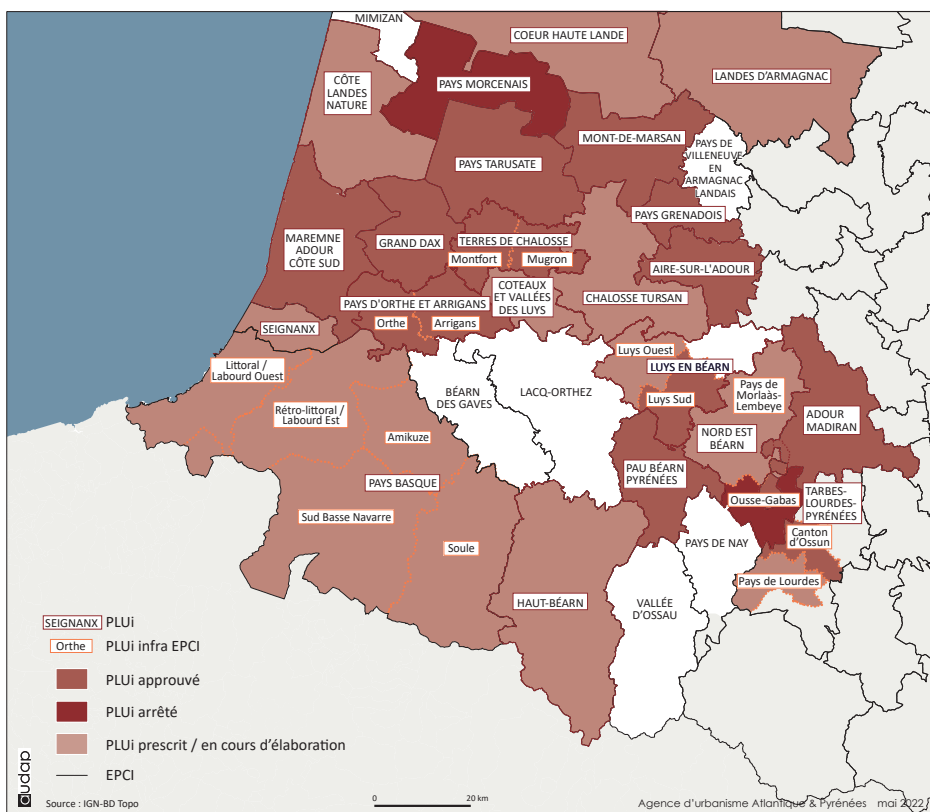 MIMIZAN
COEUR HAUTE LANDE
LANDES D'ARMAGNAC
CÔTE
LANDES
NATURE
PAYS MORCENAIS
MONT-DE-MARSAN
PAYS DE
VILLENEUVE
EN
ARMAGNAC
LANDAIS
PAYS TARUSATE
PAYS GRENADOIS
MAREMNE
ADOUR
CÔTE SUD
GRAND DAX
TERRES DE CHALOSSE
Montfort
Mugron
AIRE-SUR-L'ADOUR
COTEAUX
ET VALLÉES
DES LUYS
CHALOSSE TURSAN
PAYS D'ORTHE ET ARRIGANS
Orthe
Arrigans
SEIGNANX
Luys Ouest
LUYS EN BÉARN
Littoral /
Labourd Ouest
BÉARN
DES GAVES
LACQ-ORTHEZ
Luys Sud
Pays de
Morlaàs-
Lembeye
Rétro-littoral /
Labourd Est
Amikuze
NORD EST
BÉARN
ADOUR
MADIRAN
PAYS BASQUE
PAU BÉARN
PYRÉNÉES
Ousse-Gabas
TARBES-
LOURDES-
PYRÉNÉES
Sud Basse Navarre
Soule
PAYS DE NAY
Canton
d'Ossun
Pays de Lourdes
HAUT-BÉARN
VALLÉE
D'OSSAU
SEIGNANX PLUi
Orthe PLUi infra EPCI
PLUi approuvé
PLUi arrêté
PLUi prescrit / en cours d'élaboration
EPCI
audap
Source : IGN-BD Topo
0 20 km
Agence d'urbanisme Atlantique & Pyrénées mai 2022